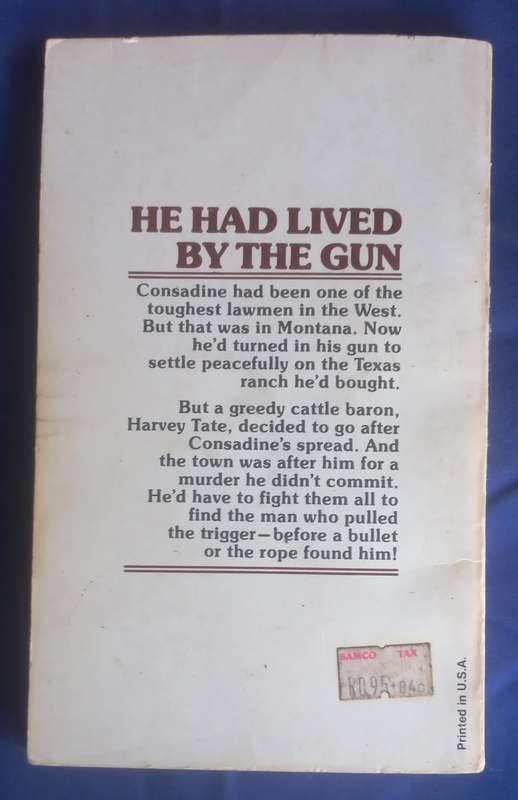 HE HAD LIVED
BY THE GUN
Consadine had been one of the
toughest lawmen in the West.
But that was in Montana. Now
he'd turned in his gun to
settle peacefully on the Texas
ranch he'd bought.
But a greedy cattle baron,
Harvey Tate, decided to go after
Consadine's spread. And
the town was after him for a
murder he didn't commit.
He'd have to fight them all to
find the man who pulled
the trigger—before a bullet
or the rope found him!
SAMCO TAX
R0.95+04c
Printed in U.S.A.